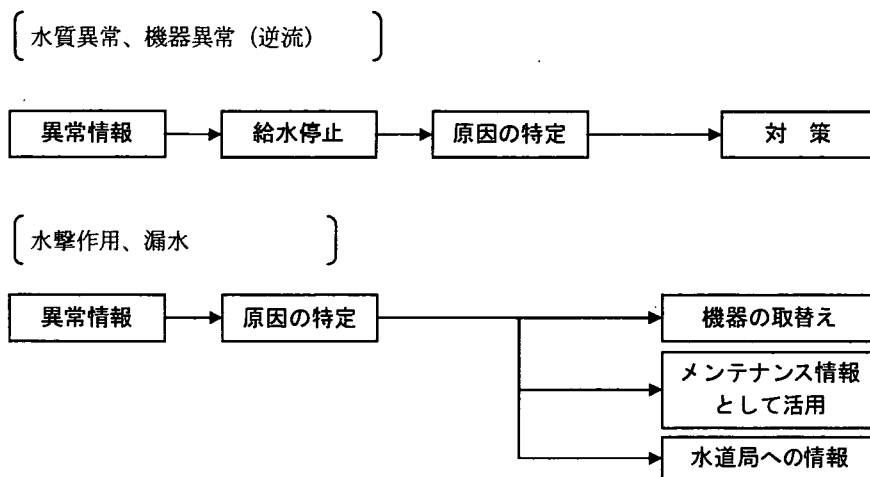 水質異常、機器異常（逆流）
異常情報
給水停止
原因の特定
対　策
水撃作用、漏水
異常情報
原因の特定
機器の取替え
メンテナンス情報
として活用
水道局への情報